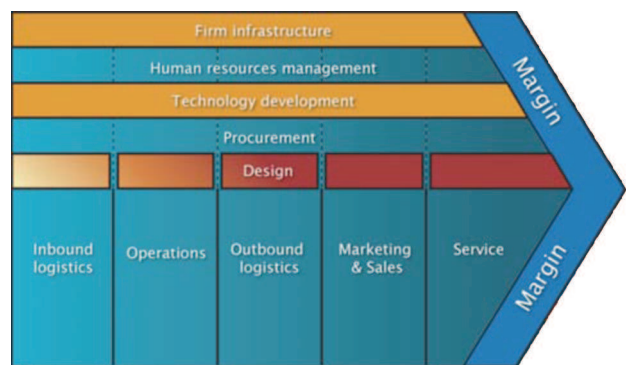 Firm infrastructure
Human resources management
Technology development
Procurement
Design
Inbound
logistics
Operations
Outbound
logistics
Marketing
& Sales
Service
Margin
Margin